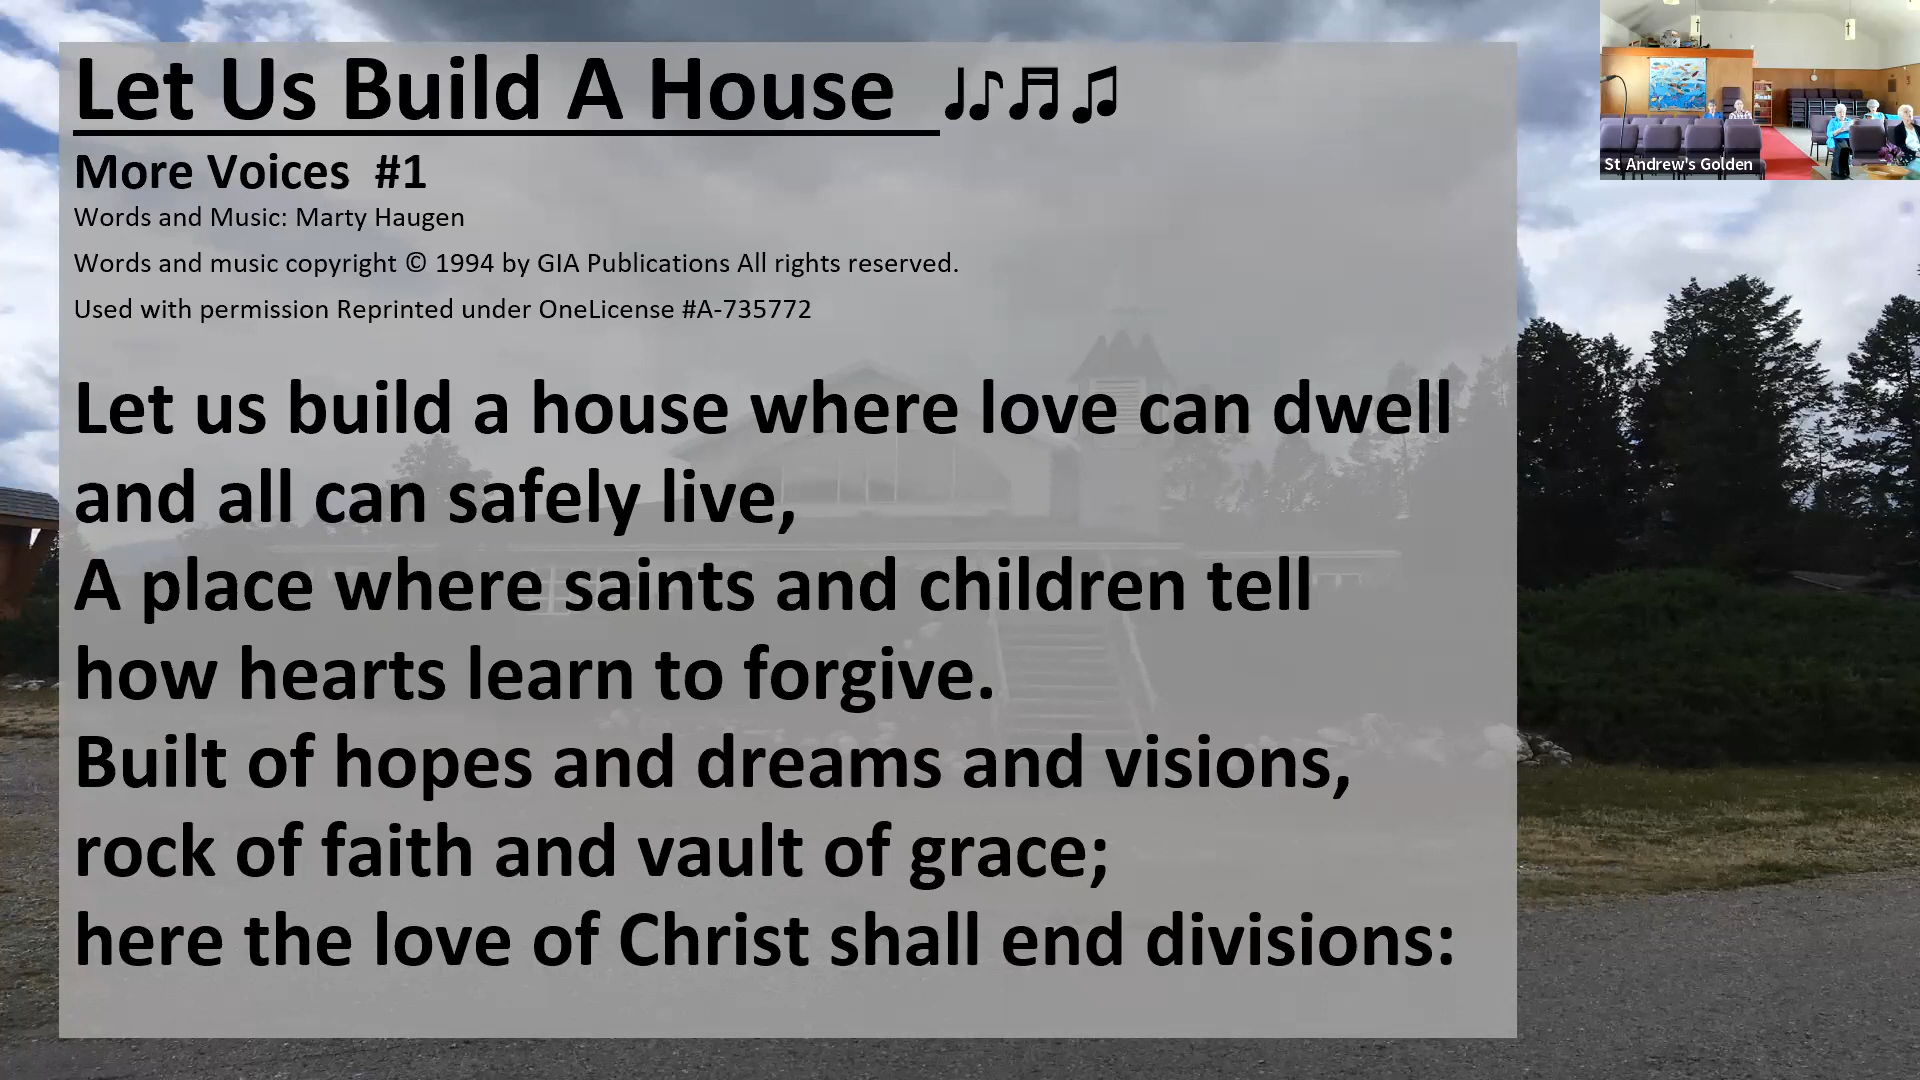 Let Us Build A House ♩♪♬♫
More Voices #1
Words and Music: Marty Haugen
Words and music copyright © 1994 by GIA Publications All rights reserved.
Used with permission Reprinted under OneLicense #A-735772
Let us build a house where love can dwell
and all can safely live,
A place where saints and children tell
how hearts learn to forgive.
Built of hopes and dreams and visions,
rock of faith and vault of grace;
here the love of Christ shall end divisions:
St Andrew's Golden